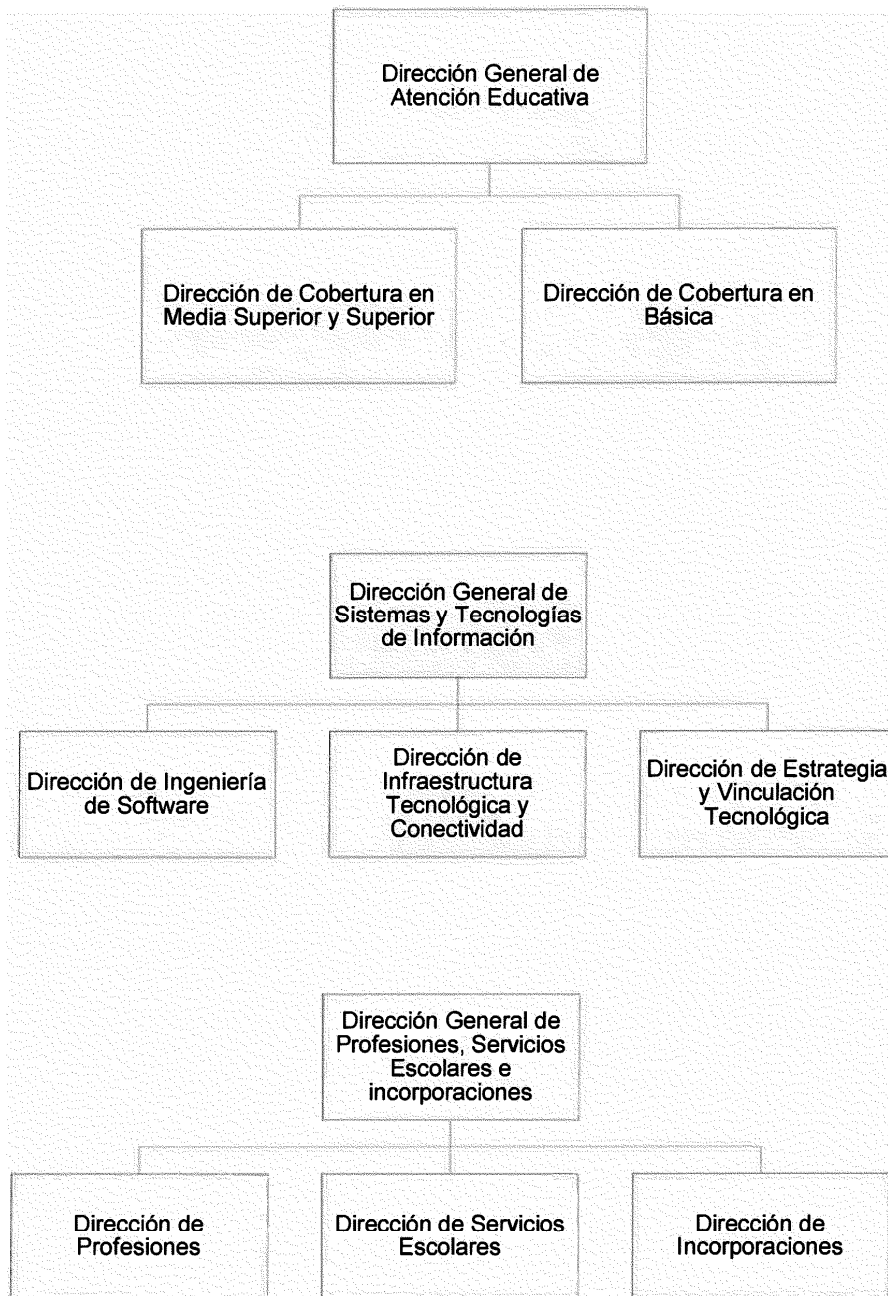 Dirección General de
Atención Educativa
Dirección de Cobertura en
Media Superior y Superior
Dirección de Cobertura en
Básica
Dirección General de
Sistemas y Tecnologías
de Información
Dirección de Ingeniería
de Software
Dirección de
Infraestructura
Tecnológica y
Conectividad
Dirección de Estrategia
y Vinculación
Tecnológica
Dirección General de
Profesiones, Servicios
Escolares e
incorporaciones
Dirección de
Profesiones
Dirección de Servicios
Escolares
Dirección de
Incorporaciones